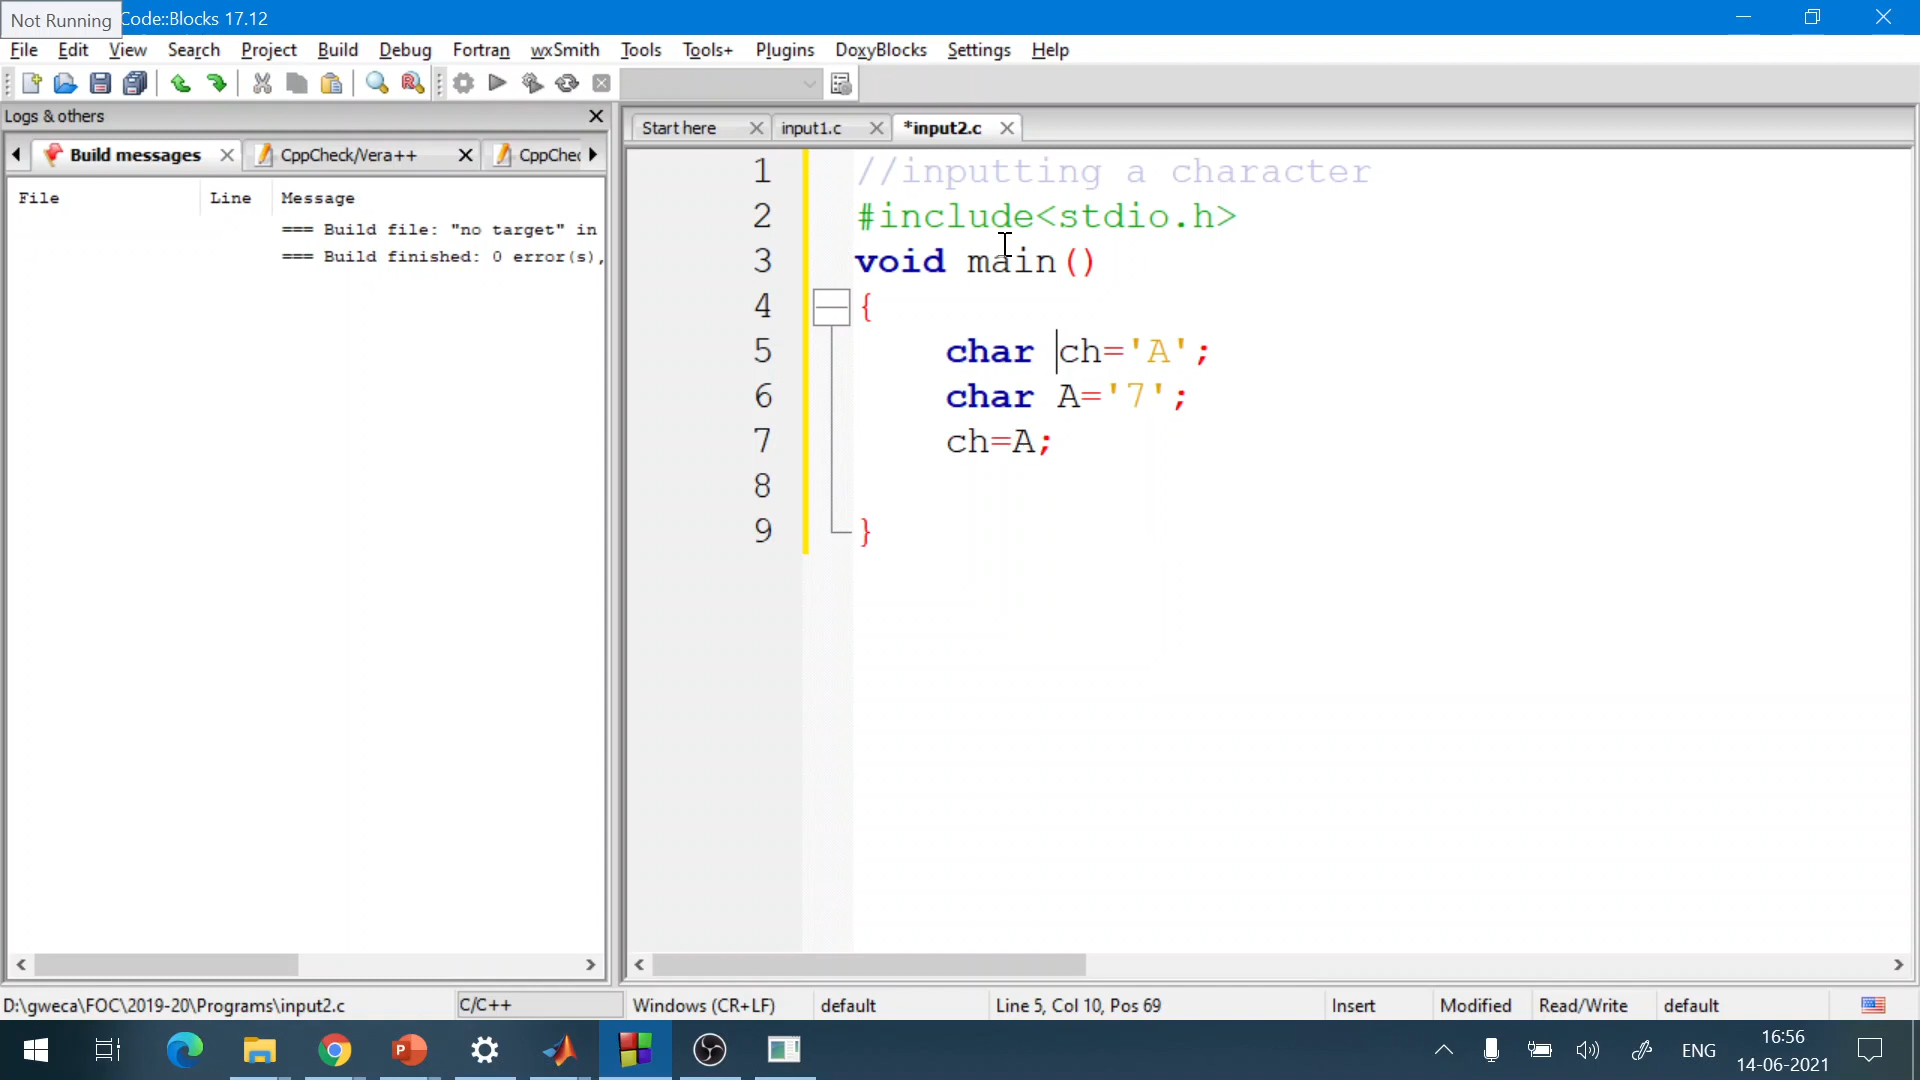 Not Running Code::Blocks 17.12
File Edit View Search Project Build Debug Fortran wxSmith Tools Tools+ Plugins DoxyBlocks Settings Help
Logs & others
Build messages CppCheck/Vera++ CppChec
File Line Message
=== Build file: "no target" in
=== Build finished: 0 error(s),
Start here input1.c *input2.c
1 //inputting a character
2 #include<stdio.h>
3 void main()
4 {
5 char ch='A';
6 char A='7';
7 ch=A;
8
9 }
D:\gweca\FOC\2019-20\Programs\input2.c C/C++ Windows (CR+LF) default Line 5, Col 10, Pos 69 Insert Modified Read/Write default
ENG
16:56
14-06-2021